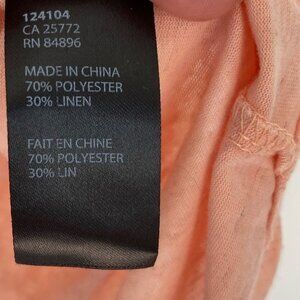 124104
CA 25772
RN 84896
MADE IN CHINA
70% POLYESTER
30% LINEN
FAIT EN CHINE
70% POLYESTER
30% LIN